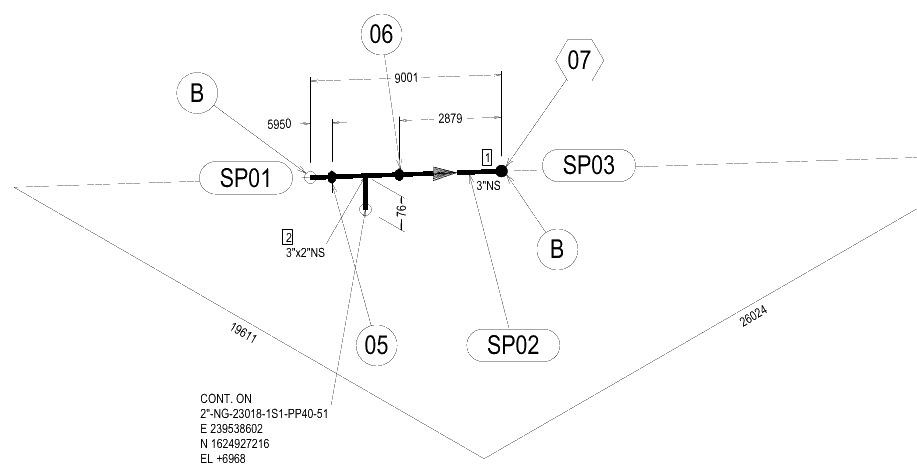 06
07
9001
B
5950
2879
1
SP01
SP03
3"NS
76
2
3"x2"NS
B
19611
26024
05
SP02
CONT. ON
2"-NG-23018-1S1-PP40-51
E 239538602
N 1624927216
EL +6968